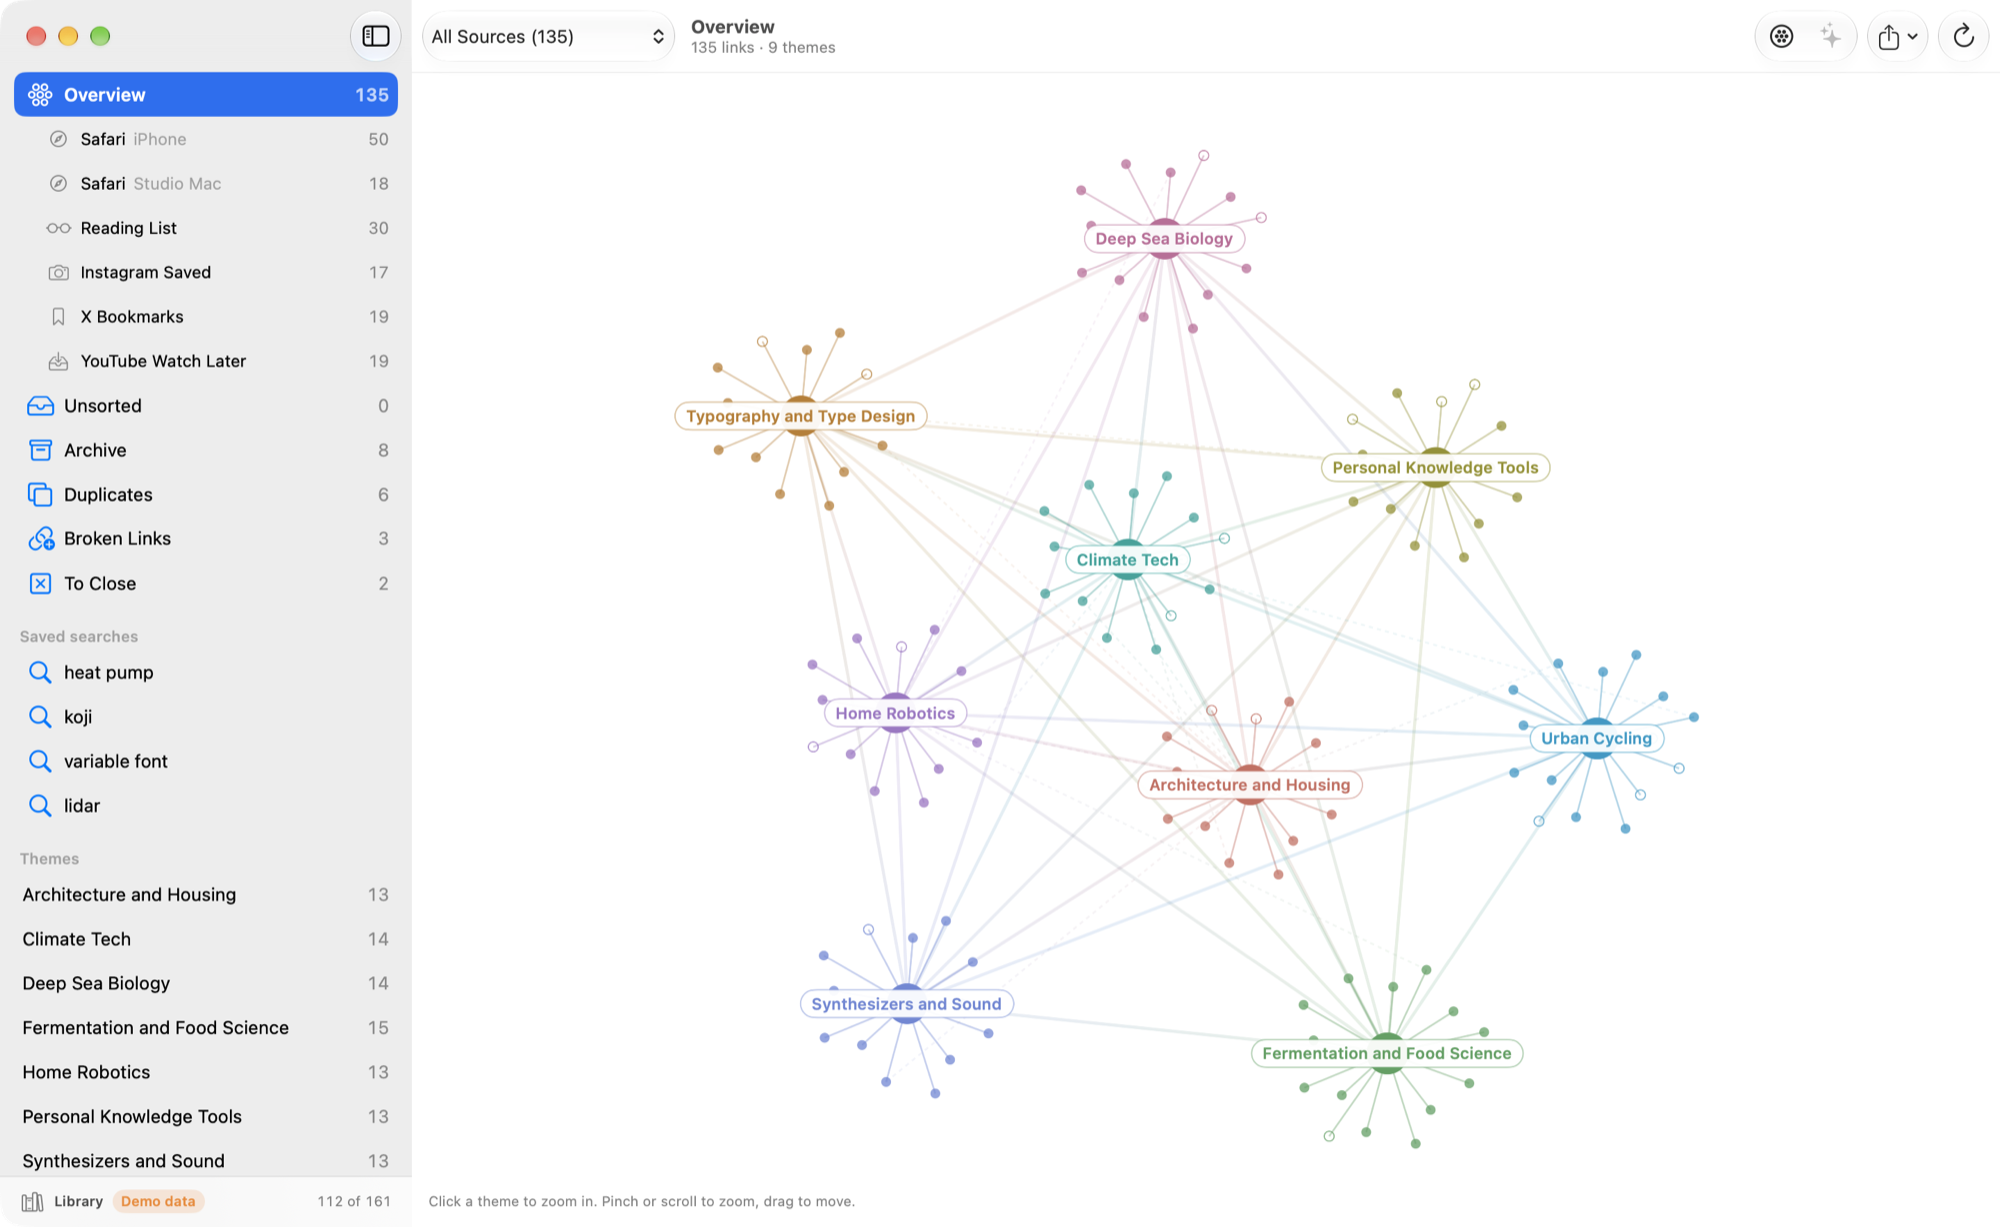 All Sources (135)
Overview
135 links · 9 themes
Overview 135
Safari iPhone 50
Safari Studio Mac 18
Reading List 30
Instagram Saved 17
X Bookmarks 19
YouTube Watch Later 19
Unsorted 0
Archive 8
Duplicates 6
Broken Links 3
To Close 2
Saved searches
heat pump
koji
variable font
lidar
Themes
Architecture and Housing 13
Climate Tech 14
Deep Sea Biology 14
Fermentation and Food Science 15
Home Robotics 13
Personal Knowledge Tools 13
Synthesizers and Sound 13
Library Demo data 112 of 161
Deep Sea Biology
Typography and Type Design
Personal Knowledge Tools
Climate Tech
Home Robotics
Urban Cycling
Architecture and Housing
Synthesizers and Sound
Fermentation and Food Science
Click a theme to zoom in. Pinch or scroll to zoom, drag to move.